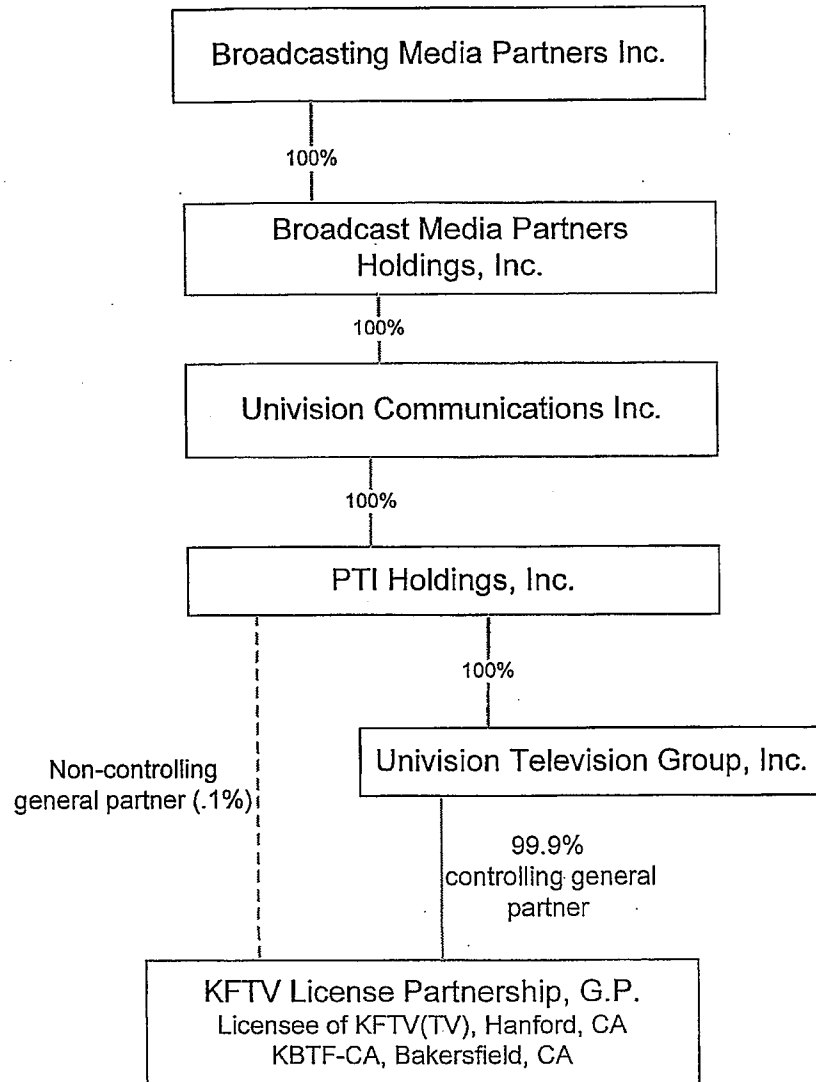 Broadcasting Media Partners Inc.
100%
Broadcast Media Partners
Holdings, Inc.
100%
Univision Communications Inc.
100%
PTI Holdings, Inc.
100%
Univision Television Group, Inc.
Non-controlling
general partner (.1%)
99.9%
controlling general
partner
KFTV License Partnership, G.P.
Licensee of KFTV(TV), Hanford, CA
KBTF-CA, Bakersfield, CA